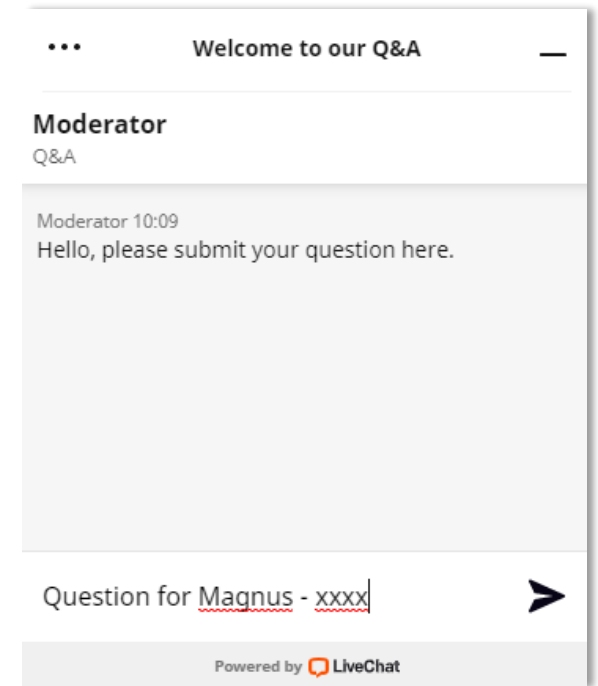 Welcome to our Q&A
Moderator
Q&A
Moderator 10:09
Hello, please submit your question here.
Question for Magnus - xxxx
Powered by LiveChat